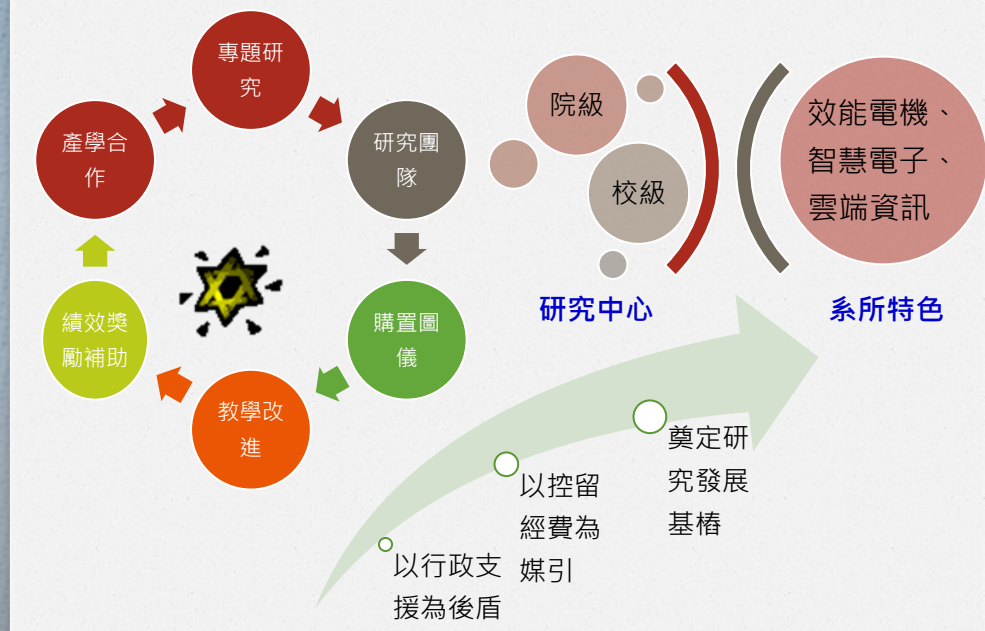 專題研
究
研究團
隊
購置圖
儀
教學改
進
績效獎
勵補助
產學合
作
院級
校級
研究中心
效能電機、
智慧電子、
雲端資訊
系所特色
以行政支
援為後盾
以控留
經費為
媒引
奠定研
究發展
基樁